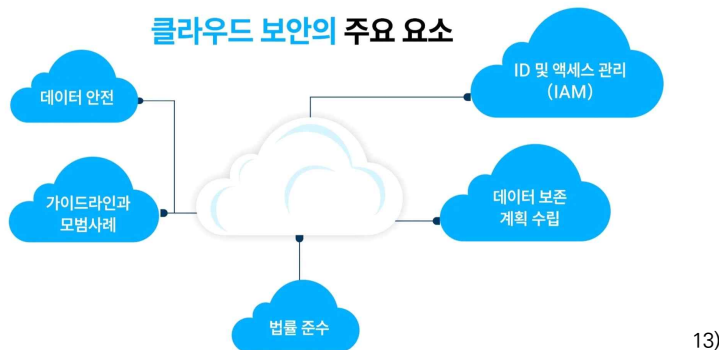 클라우드 보안의 주요 요소
데이터 안전
ID 및 액세스 관리
(IAM)
가이드라인과
모범사례
데이터 보존
계획 수립
법률 준수
13)